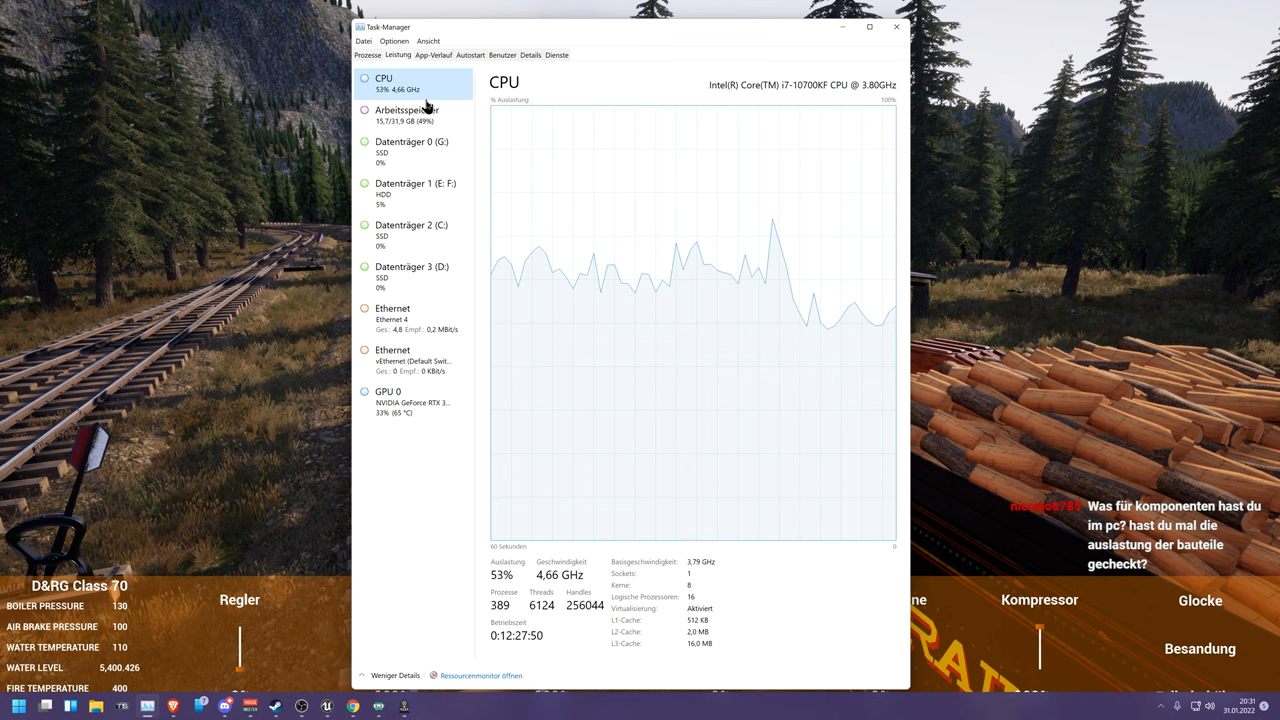 Task-Manager
Datei Optionen Ansicht
Prozesse Leistung App-Verlauf Autostart Benutzer Details Dienste
CPU
53% 4,66 GHz
Arbeitsspeicher
15,7/31,9 GB (49%)
Datenträger 0 (G:)
SSD
0%
Datenträger 1 (E: F:)
HDD
5%
Datenträger 2 (C:)
SSD
0%
Datenträger 3 (D:)
SSD
0%
Ethernet
Ethernet 4
Ges.: 4,8 Empf.: 0,2 MBit/s
Ethernet
vEthernet (Default Swit...
Ges.: 0 Empf.: 0 KBit/s
GPU 0
NVIDIA GeForce RTX 3...
33% (65 °C)
CPU Intel(R) Core(TM) i7-10700KF CPU @ 3.80GHz
% Auslastung 100%
60 Sekunden 0
Auslastung Geschwindigkeit
53% 4,66 GHz
Prozesse Threads Handles
389 6124 256044
Betriebszeit
0:12:27:50
Basisgeschwindigkeit: 3,79 GHz
Sockets: 1
Kerne: 8
Logische Prozessoren: 16
Virtualisierung: Aktiviert
L1-Cache: 512 KB
L2-Cache: 2,0 MB
L3-Cache: 16,0 MB
Weniger Details Ressourcenmonitor öffnen
Was für komponenten hast du
im pc? hast du mal die
auslastung der bauteile
gecheckt?
D&RG Class 70
BOILER PRESSURE 130
AIR BRAKE PRESSURE 100
WATER TEMPERATURE 110
WATER LEVEL 5,400.426
FIRE TEMPERATURE 400
Regler
Kompressor
Glocke
Besandung
20:31
31.01.2022